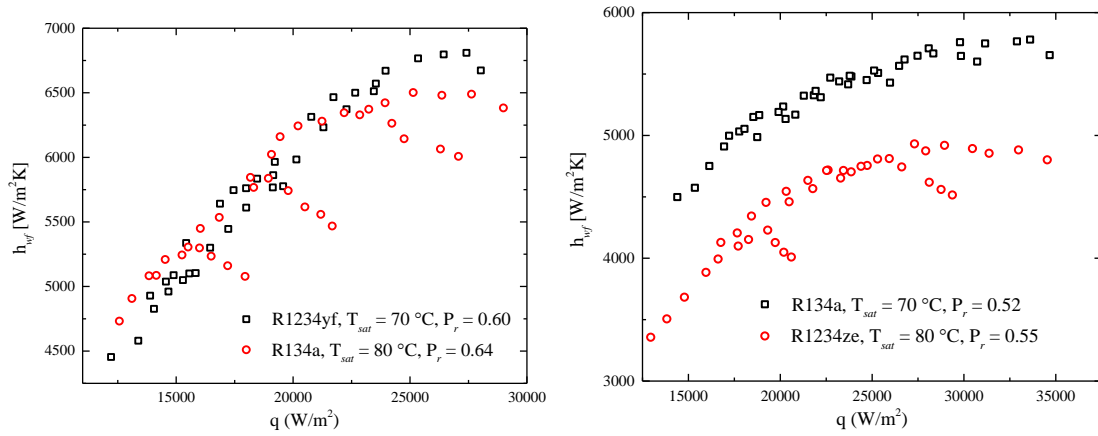 7000
6500
6000
5500
5000
4500
h_wf [W/m²K]
R1234yf, T_sat = 70 °C, P_r = 0.60
R134a, T_sat = 80 °C, P_r = 0.64
15000 20000 25000 30000
q (W/m²)
6000
5000
4000
3000
h_wf [W/m²K]
R134a, T_sat = 70 °C, P_r = 0.52
R1234ze, T_sat = 80 °C, P_r = 0.55
15000 20000 25000 30000 35000
q (W/m²)